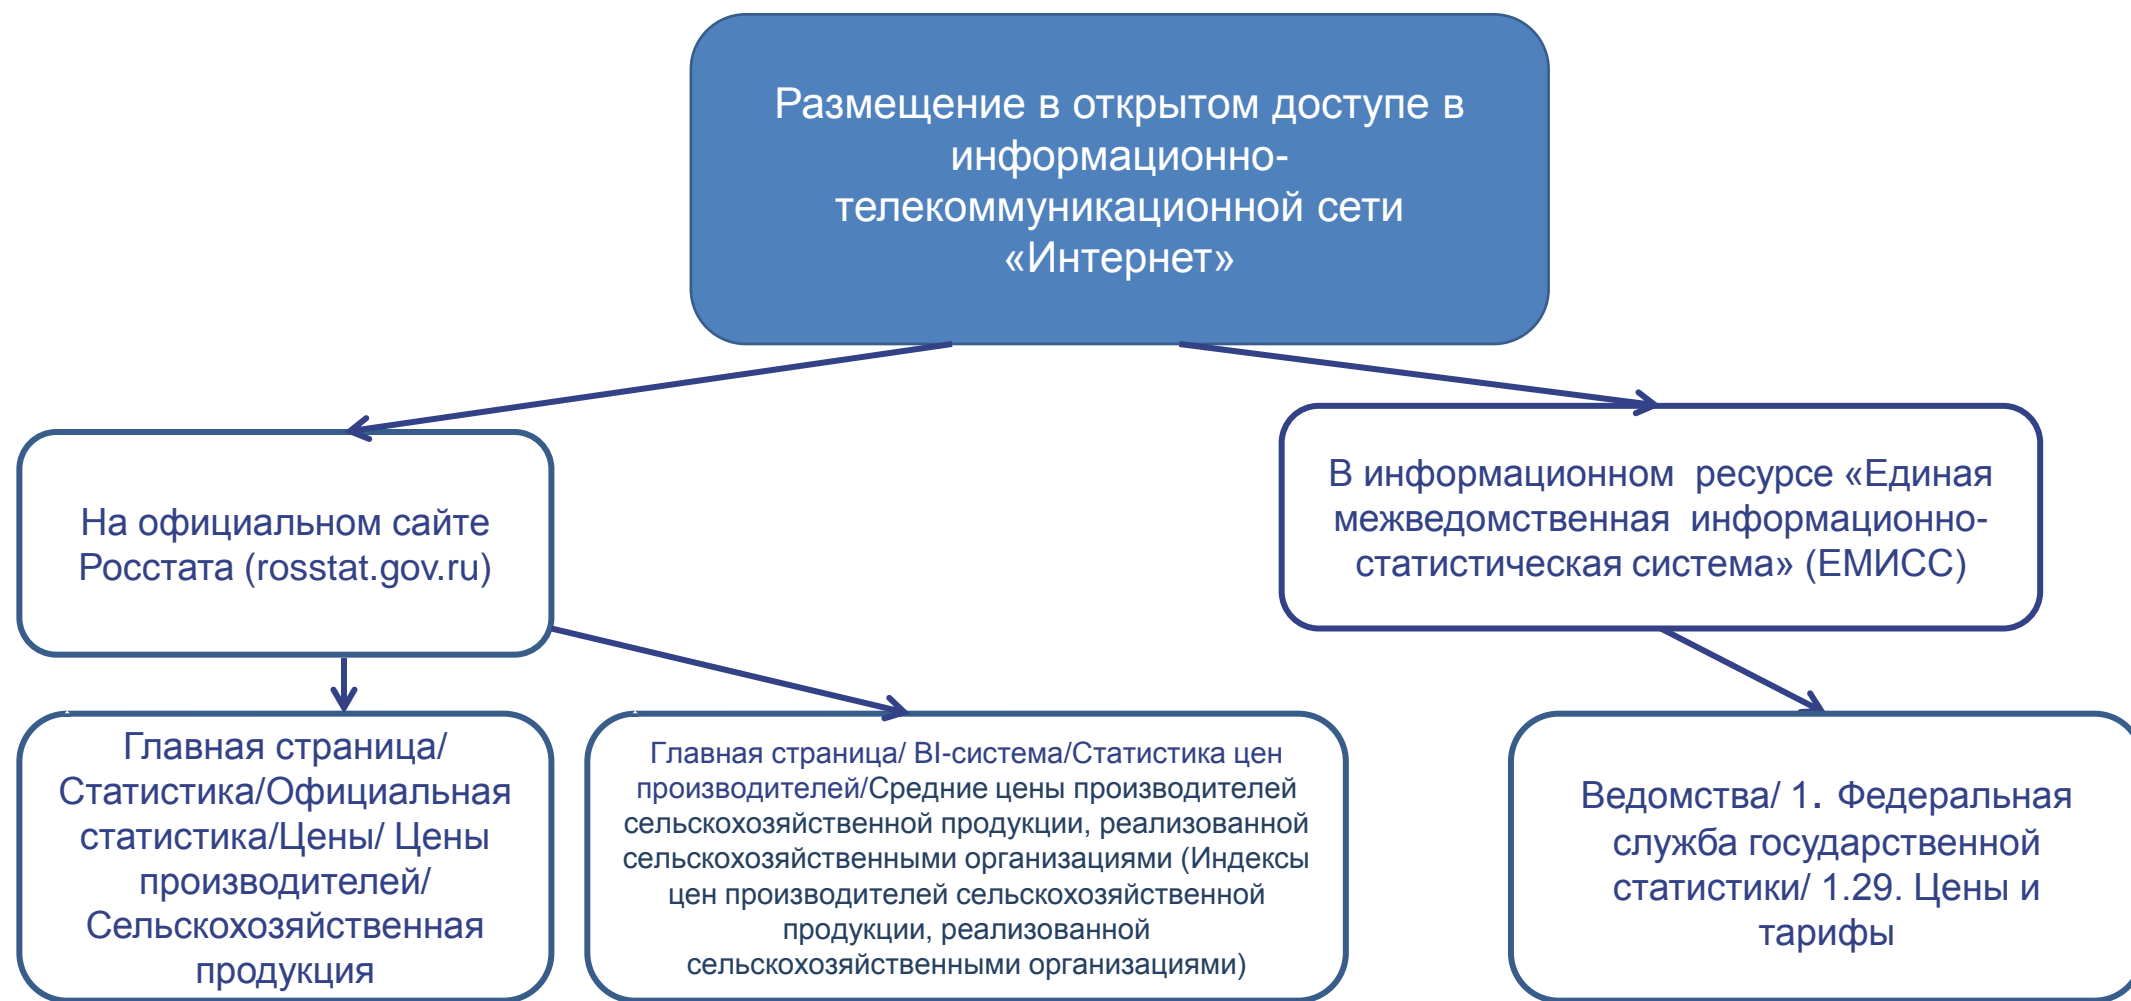 Размещение в открытом доступе в
информационно-
телекоммуникационной сети
«Интернет»
На официальном сайте
Росстата (rosstat.gov.ru)
В информационном ресурсе «Единая
межведомственная информационно-
статистическая система» (ЕМИСС)
Главная страница/
Статистика/Официальная
статистика/Цены/ Цены
производителей/
Сельскохозяйственная
продукция
Главная страница/ BI-система/Статистика цен
производителей/Средние цены производителей
сельскохозяйственной продукции, реализованной
сельскохозяйственными организациями (Индексы
цен производителей сельскохозяйственной
продукции, реализованной
сельскохозяйственными организациями)
Ведомства/ 1. Федеральная
служба государственной
статистики/ 1.29. Цены и
тарифы